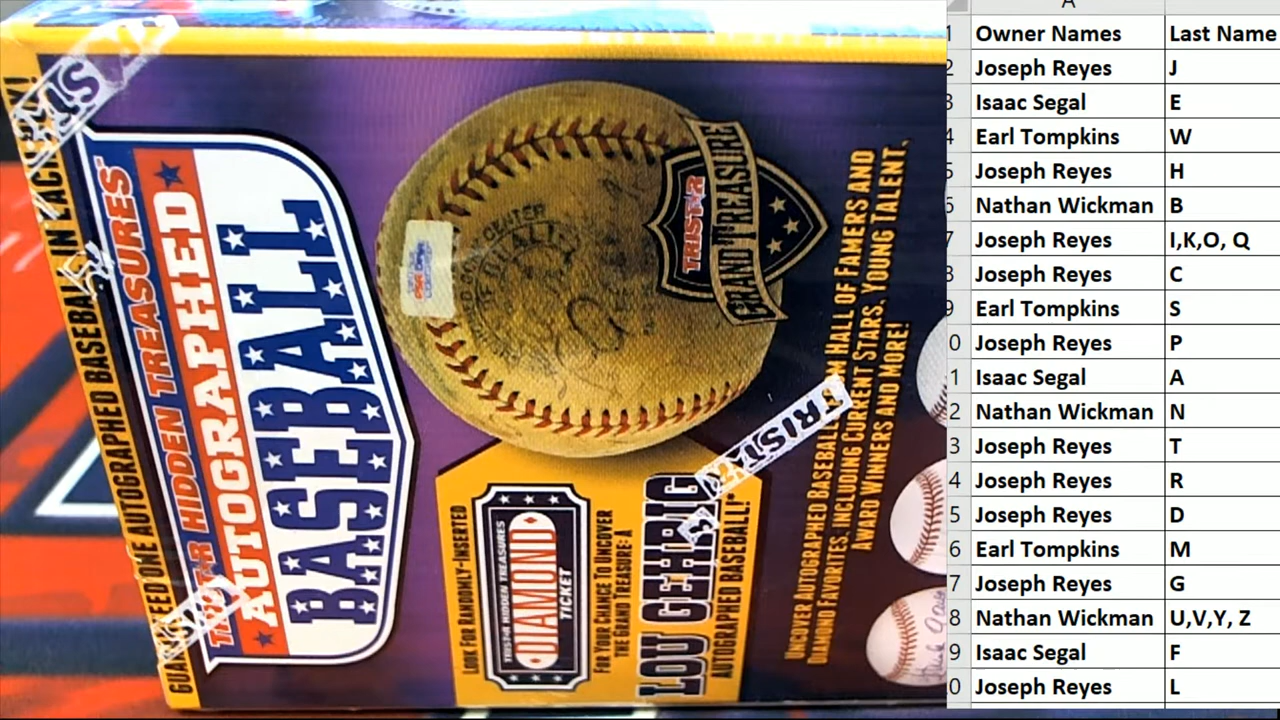 GUARANTEED ONE AUTOGRAPHED BASEBALL IN EACH BOX!
TRISTAR HIDDEN TREASURES
AUTOGRAPHED
BASEBALL
TRISTAR
GRAND TREASURE
LOOK FOR RANDOMLY-INSERTED
TRISTAR HIDDEN TREASURES
DIAMOND
TICKET
FOR YOUR CHANCE TO UNCOVER
THE GRAND TREASURE: A
LOU GEHRIG
AUTOGRAPHED BASEBALL!*
TRISTAR
UNCOVER AUTOGRAPHED BASEBALLS FROM HALL OF FAMERS AND
DIAMOND FAVORITES, INCLUDING CURRENT STARS, YOUNG TALENT,
AWARD WINNERS AND MORE!
A
1 Owner Names Last Name
2 Joseph Reyes J
3 Isaac Segal E
Earl Tompkins W
5 Joseph Reyes H
6 Nathan Wickman B
7 Joseph Reyes I,K,O, Q
8 Joseph Reyes C
9 Earl Tompkins S
0 Joseph Reyes P
1 Isaac Segal A
2 Nathan Wickman N
3 Joseph Reyes T
4 Joseph Reyes R
5 Joseph Reyes D
6 Earl Tompkins M
7 Joseph Reyes G
8 Nathan Wickman U,V,Y, Z
9 Isaac Segal F
0 Joseph Reyes L